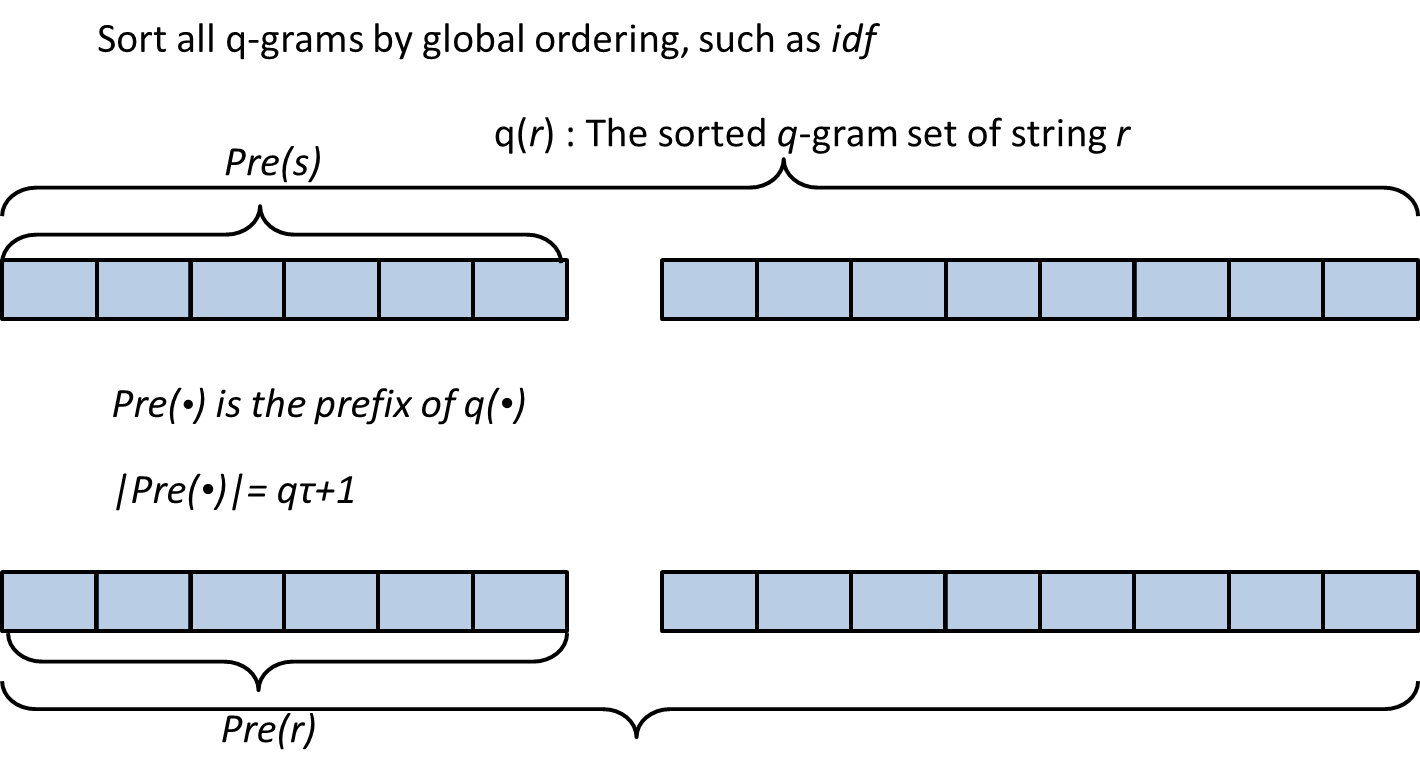 Sort all q-grams by global ordering, such as idf
q(r) : The sorted q-gram set of string r
Pre(s)
Pre(•) is the prefix of q(•)
|Pre(•)|= qτ+1
Pre(r)